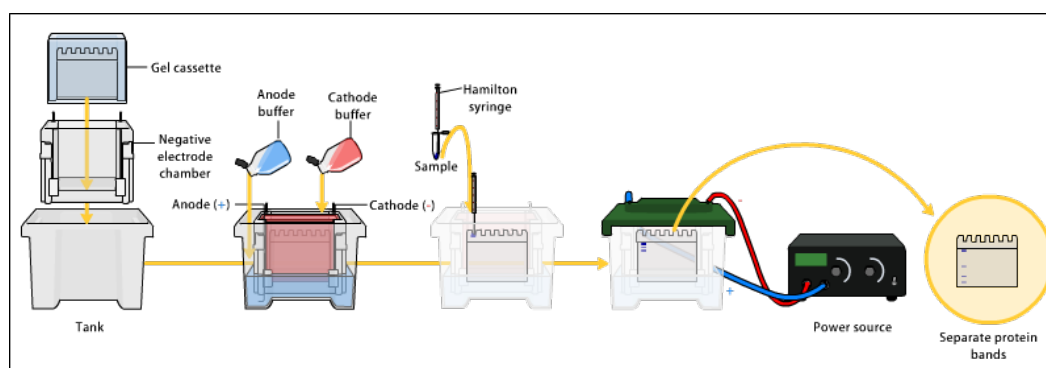 Gel cassette
Negative
electrode
chamber
Tank
Anode
buffer
Cathode
buffer
Anode (+)
Cathode (-)
Hamilton
syringe
Sample
-
+
Power source
Separate protein
bands